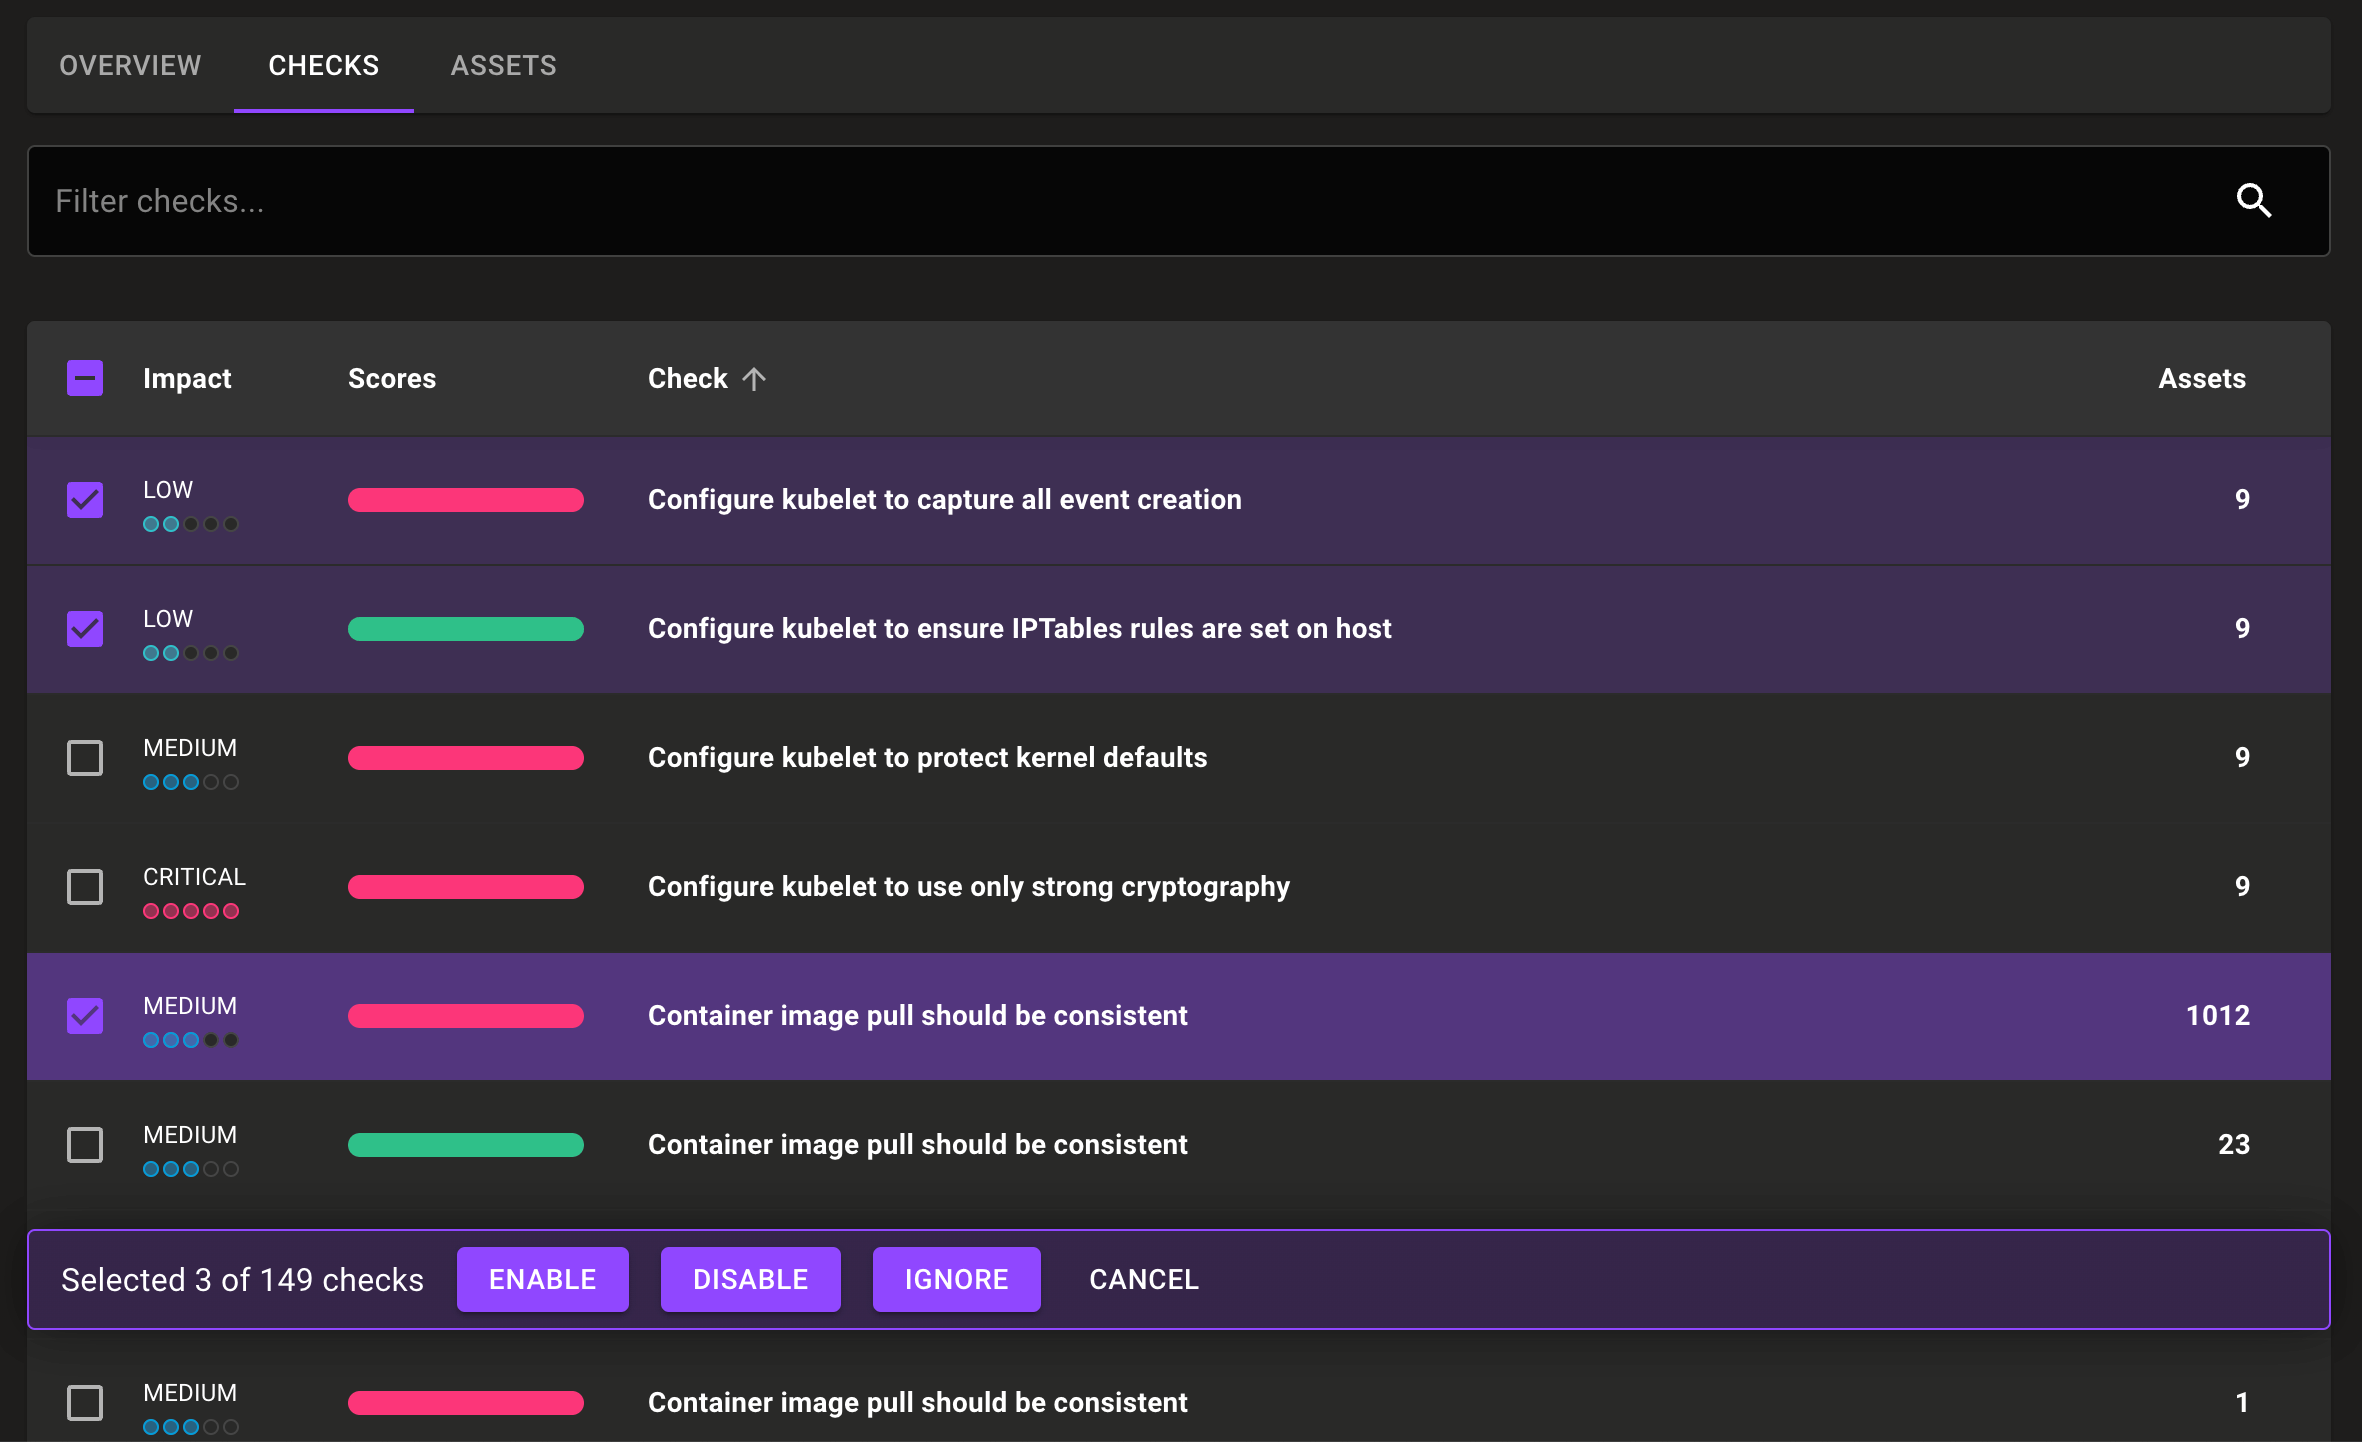 OVERVIEW CHECKS ASSETS
Filter checks...
Impact Scores Check Assets
LOW
Configure kubelet to capture all event creation 9
LOW
Configure kubelet to ensure IPTables rules are set on host 9
MEDIUM
Configure kubelet to protect kernel defaults 9
CRITICAL
Configure kubelet to use only strong cryptography 9
MEDIUM
Container image pull should be consistent 1012
MEDIUM
Container image pull should be consistent 23
Selected 3 of 149 checks ENABLE DISABLE IGNORE CANCEL
MEDIUM
Container image pull should be consistent 1